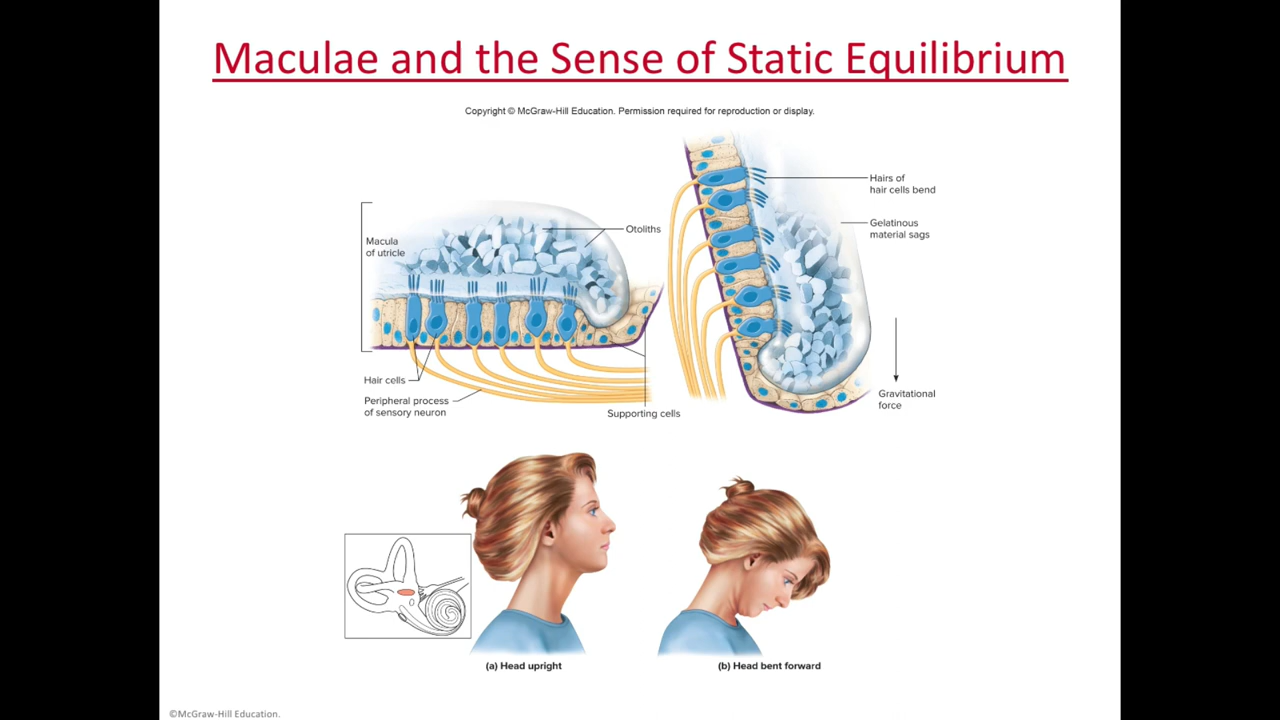 Maculae and the Sense of Static Equilibrium
Copyright © McGraw-Hill Education. Permission required for reproduction or display.
Macula
of utricle
Otoliths
Hair cells
Peripheral process
of sensory neuron
Supporting cells
Hairs of
hair cells bend
Gelatinous
material sags
Gravitational
force
(a) Head upright
(b) Head bent forward
©McGraw-Hill Education.